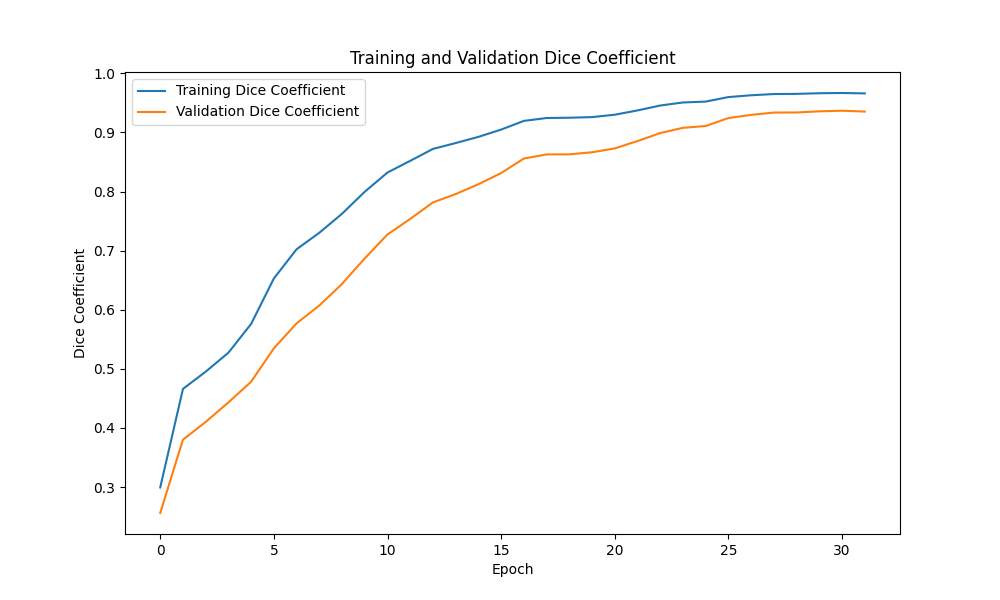 Training and Validation Dice Coefficient
Training Dice Coefficient
Validation Dice Coefficient
1.0
0.9
0.8
0.7
0.6
0.5
0.4
0.3
Dice Coefficient
0 5 10 15 20 25 30
Epoch